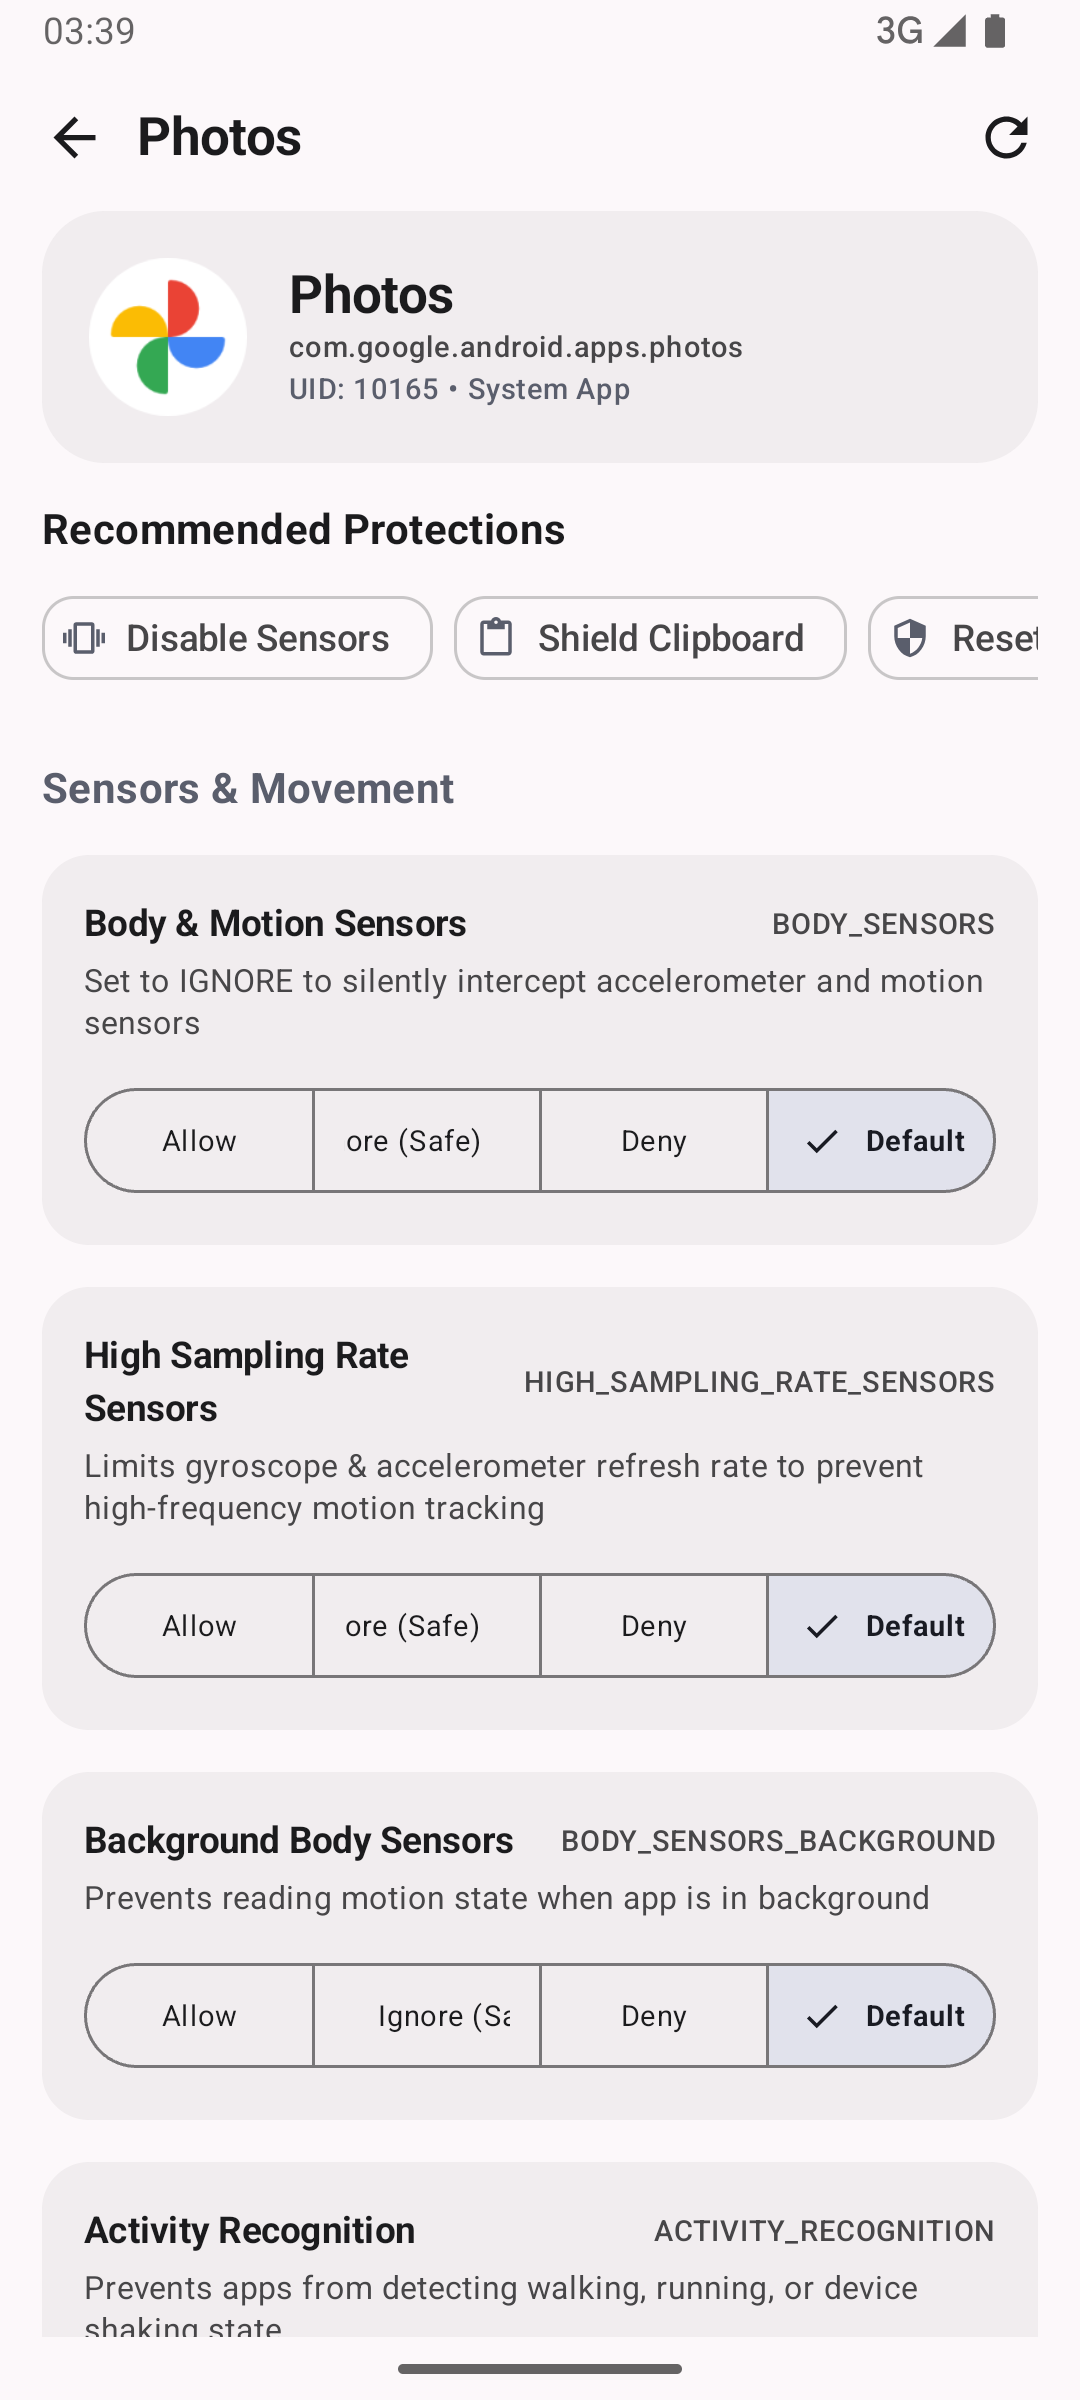 03:39
3G
Photos
Photos
com.google.android.apps.photos
UID: 10165 • System App
Recommended Protections
Disable Sensors
Shield Clipboard
Reset
Sensors & Movement
Body & Motion Sensors
BODY_SENSORS
Set to IGNORE to silently intercept accelerometer and motion
sensors
Allow
ore (Safe)
Deny
Default
High Sampling Rate
Sensors
HIGH_SAMPLING_RATE_SENSORS
Limits gyroscope & accelerometer refresh rate to prevent
high-frequency motion tracking
Allow
ore (Safe)
Deny
Default
Background Body Sensors
BODY_SENSORS_BACKGROUND
Prevents reading motion state when app is in background
Allow
Ignore (Sa
Deny
Default
Activity Recognition
ACTIVITY_RECOGNITION
Prevents apps from detecting walking, running, or device
shaking state